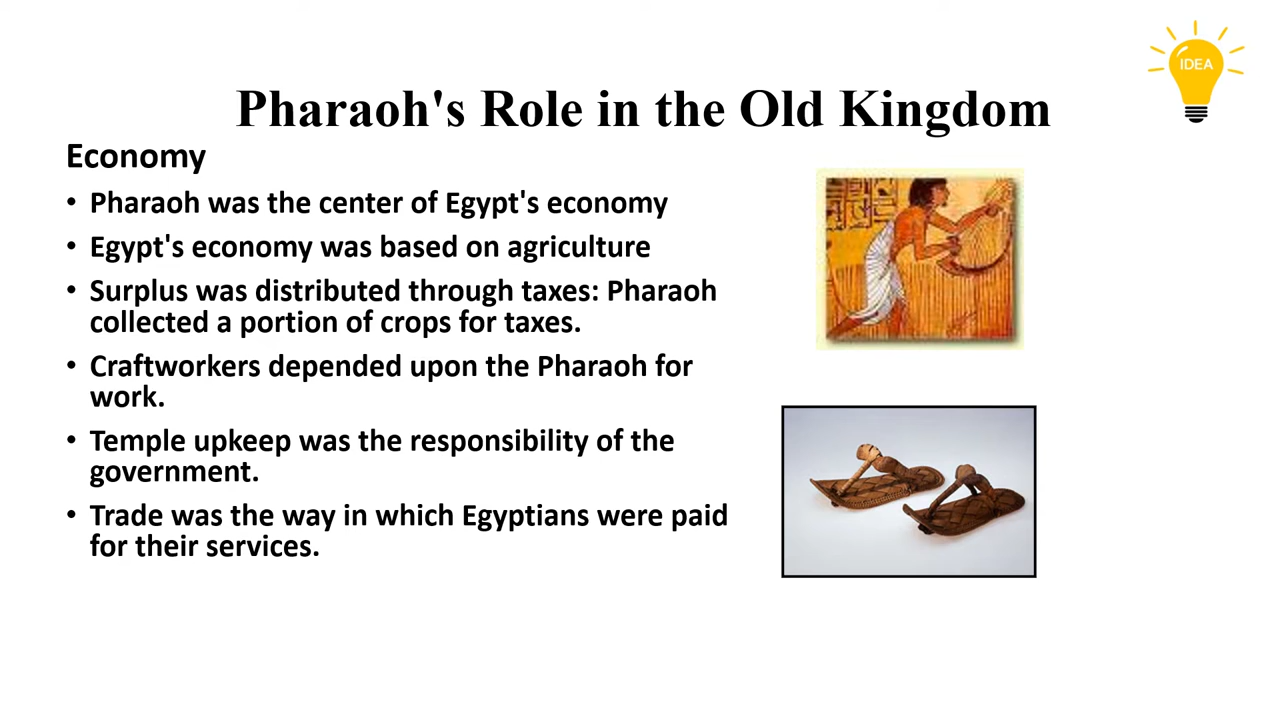 IDEA
Pharaoh's Role in the Old Kingdom
Economy
• Pharaoh was the center of Egypt's economy
• Egypt's economy was based on agriculture
• Surplus was distributed through taxes: Pharaoh
collected a portion of crops for taxes.
• Craftworkers depended upon the Pharaoh for
work.
• Temple upkeep was the responsibility of the
government.
• Trade was the way in which Egyptians were paid
for their services.